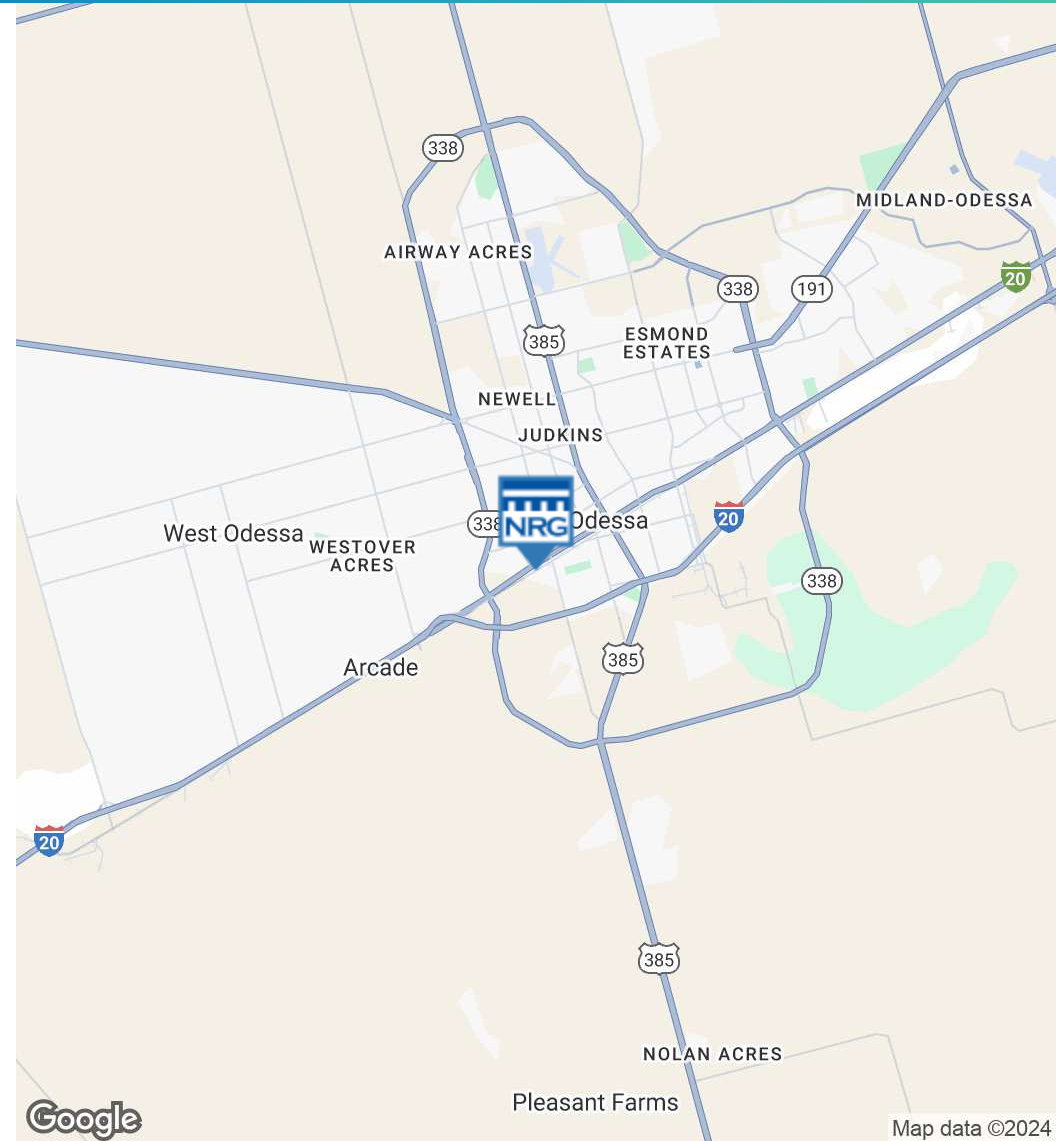 338
MIDLAND-ODESSA
AIRWAY ACRES
20
338
191
385
ESMOND
ESTATES
NEWELL
JUDKINS
338
NRG
Odessa
20
West Odessa
WESTOVER
ACRES
338
385
Arcade
20
385
NOLAN ACRES
Pleasant Farms
Google
Map data ©2024